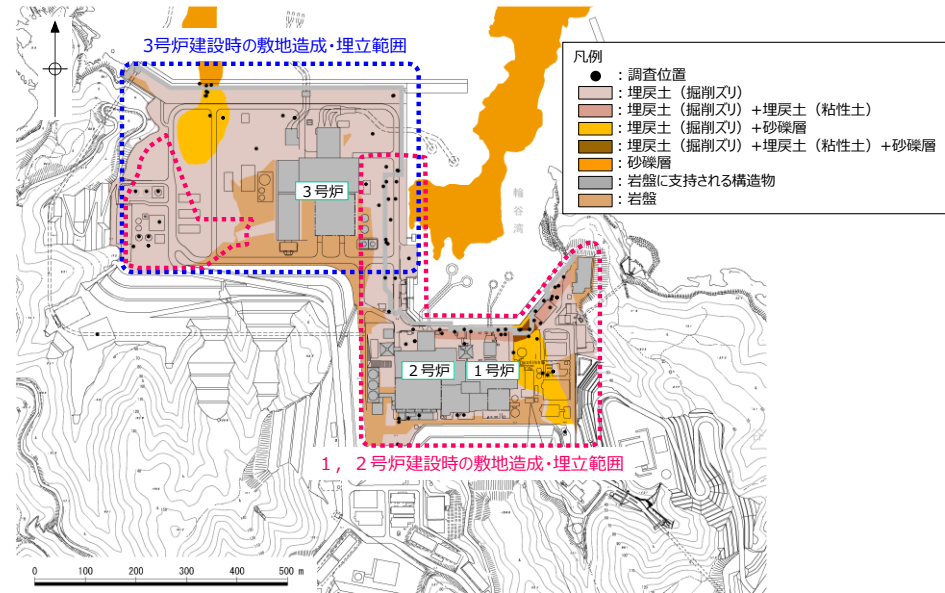 3号炉建設時の敷地造成・埋立範囲
凡例
● ：調査位置
：埋戻土（掘削ズリ）
：埋戻土（掘削ズリ）+埋戻土（粘性土）
：埋戻土（掘削ズリ）+砂礫層
：埋戻土（掘削ズリ）+埋戻土（粘性土）+砂礫層
：砂礫層
：岩盤に支持される構造物
：岩盤
3号炉
輪谷湾
2号炉
1号炉
1，2号炉建設時の敷地造成・埋立範囲
0 100 200 300 400 500 m